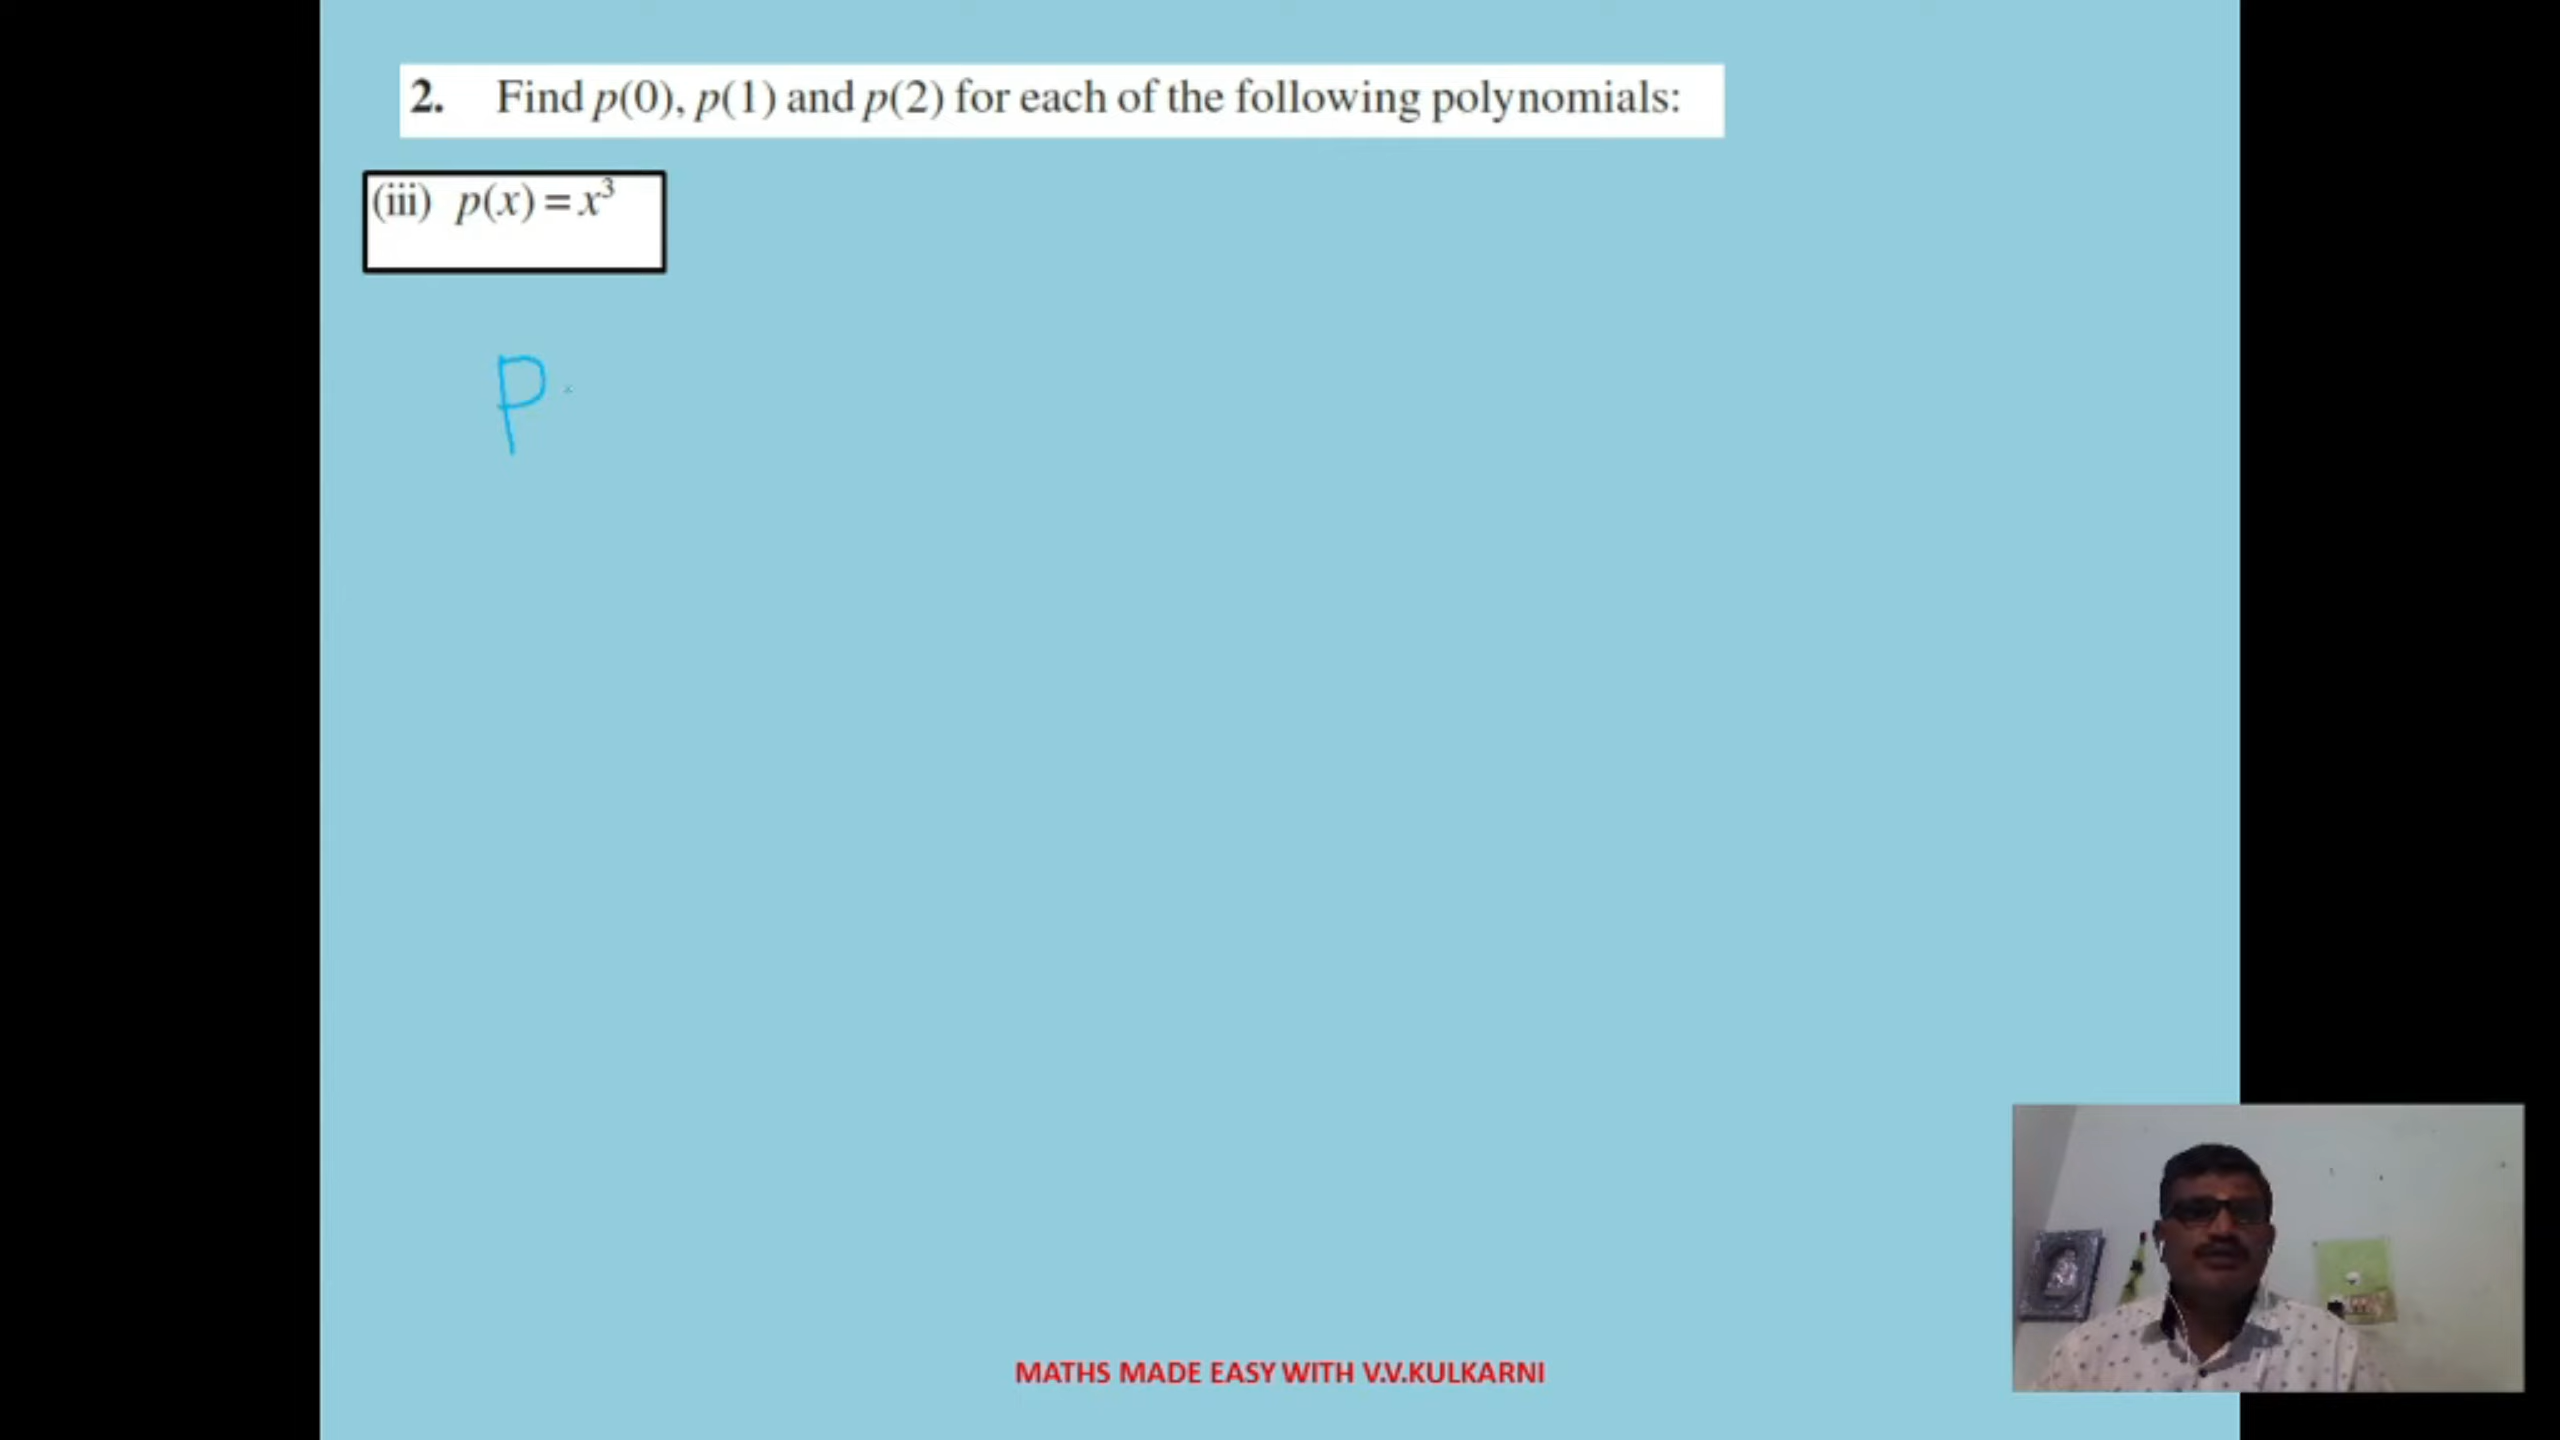 2. Find p(0), p(1) and p(2) for each of the following polynomials:
(iii) p(x) = x³
P
MATHS MADE EASY WITH V.V.KULKARNI